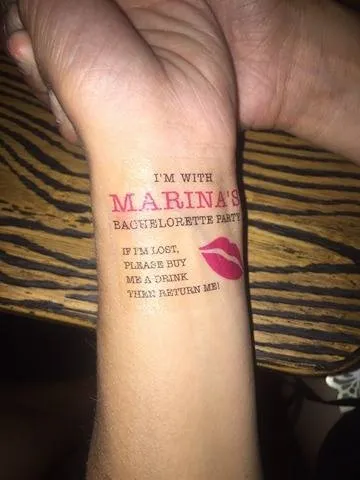 I'M WITH
MARINA'S
BACHELORETTE PARTY
IF I'M LOST,
PLEASE BUY
ME A DRINK
THEN RETURN ME!